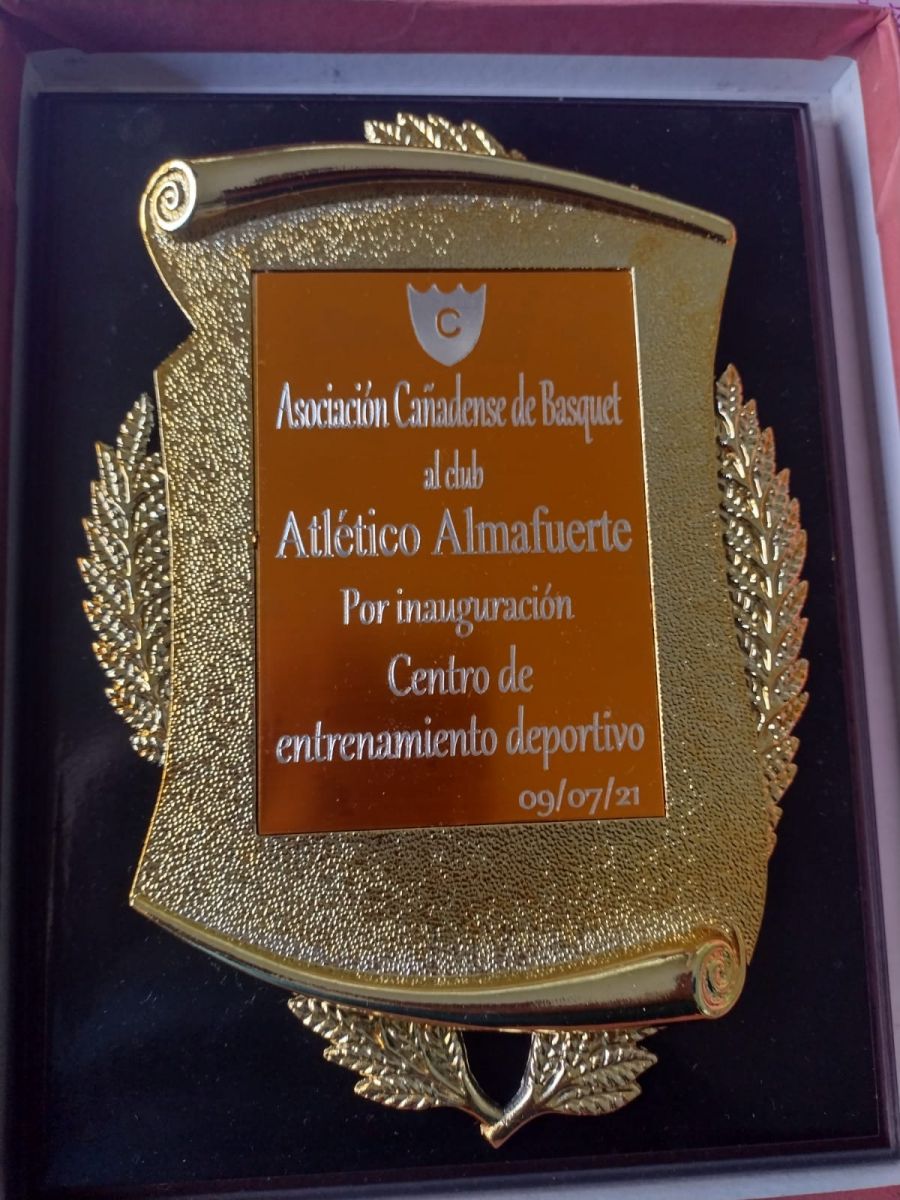 C
Asociación Cañadense de Basquet
al club
Atlético Almafuerte
Por inauguración
Centro de
entrenamiento deportivo
09/07/21